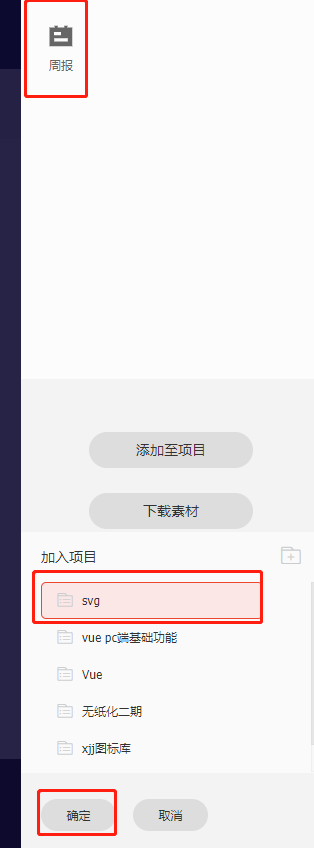 周报
添加至项目
下载素材
加入项目
svg
vue pc端基础功能
Vue
无纸化二期
xjj图标库
确定
取消